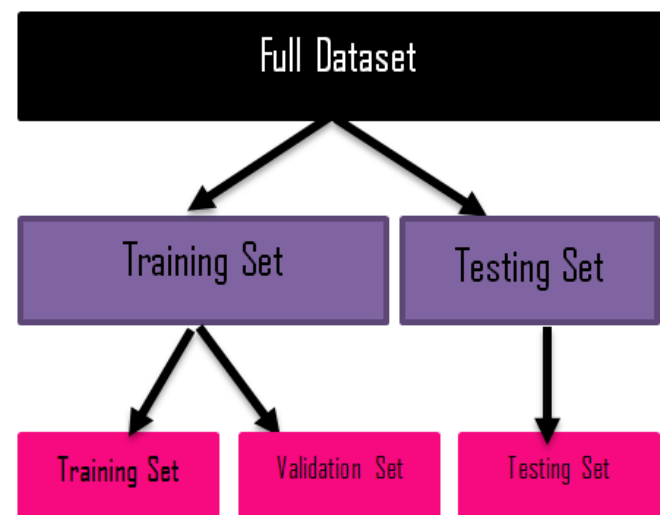 Full Dataset
Training Set
Testing Set
Training Set
Validation Set
Testing Set